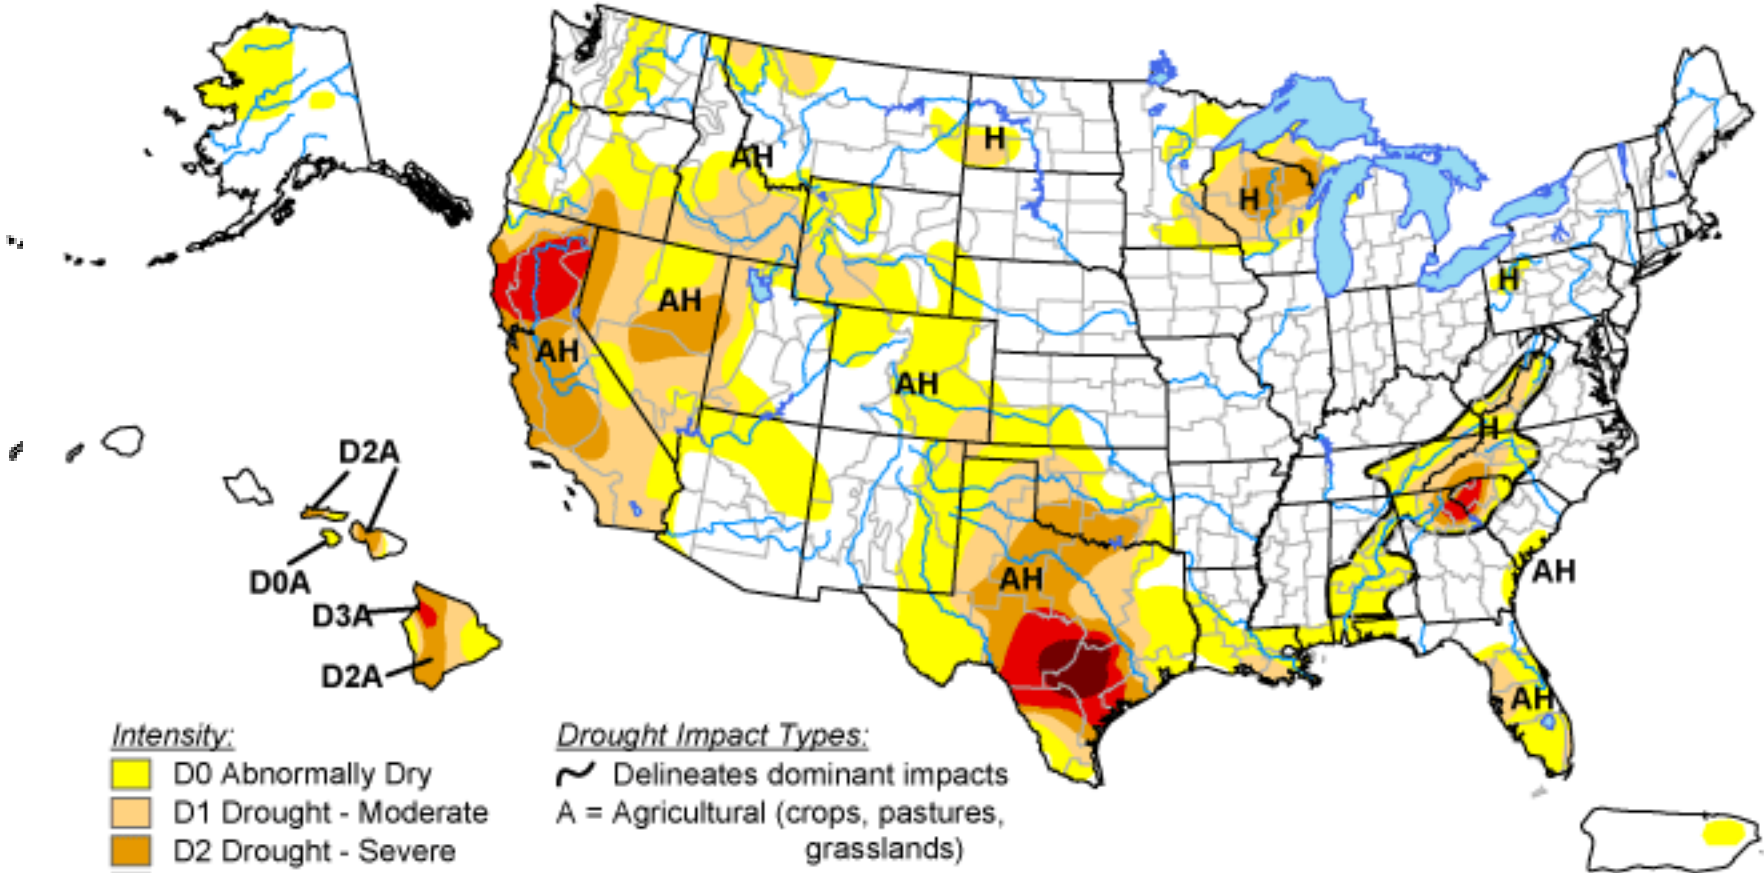 AH
H
H
H
AH
AH
AH
H
D2A
D0A
AH
AH
D3A
D2A
AH
Intensity:
D0 Abnormally Dry
D1 Drought - Moderate
D2 Drought - Severe
Drought Impact Types:
Delineates dominant impacts
A = Agricultural (crops, pastures,
grasslands)